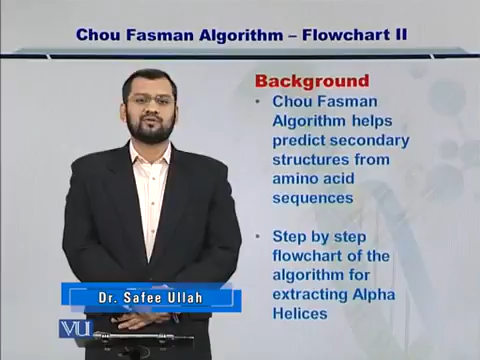 Chou Fasman Algorithm – Flowchart II
Background
• Chou Fasman
Algorithm helps
predict secondary
structures from
amino acid
sequences
• Step by step
flowchart of the
algorithm for
extracting Alpha
Helices
Dr. Safee Ullah
VU